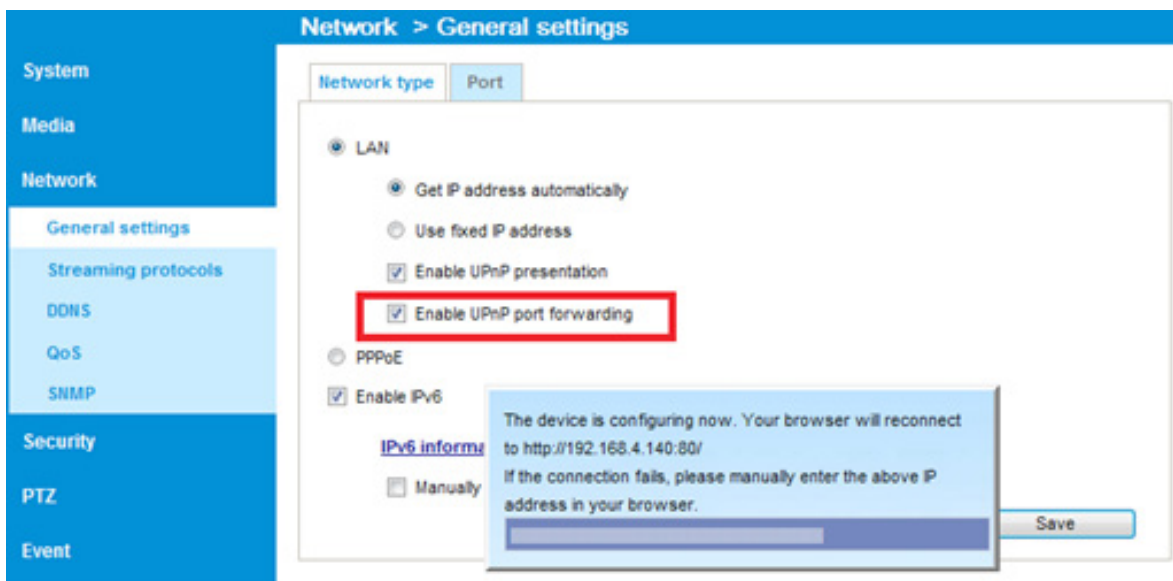 Network > General settings
System
Media
Network
General settings
Streaming protocols
DDNS
QoS
SNMP
Security
PTZ
Event
Network type
Port
LAN
Get IP address automatically
Use fixed IP address
Enable UPnP presentation
Enable UPnP port forwarding
PPPoE
Enable IPv6
IPv6 informa
Manually
The device is configuring now. Your browser will reconnect
to http://192.168.4.140:80/
If the connection fails, please manually enter the above IP
address in your browser.
Save